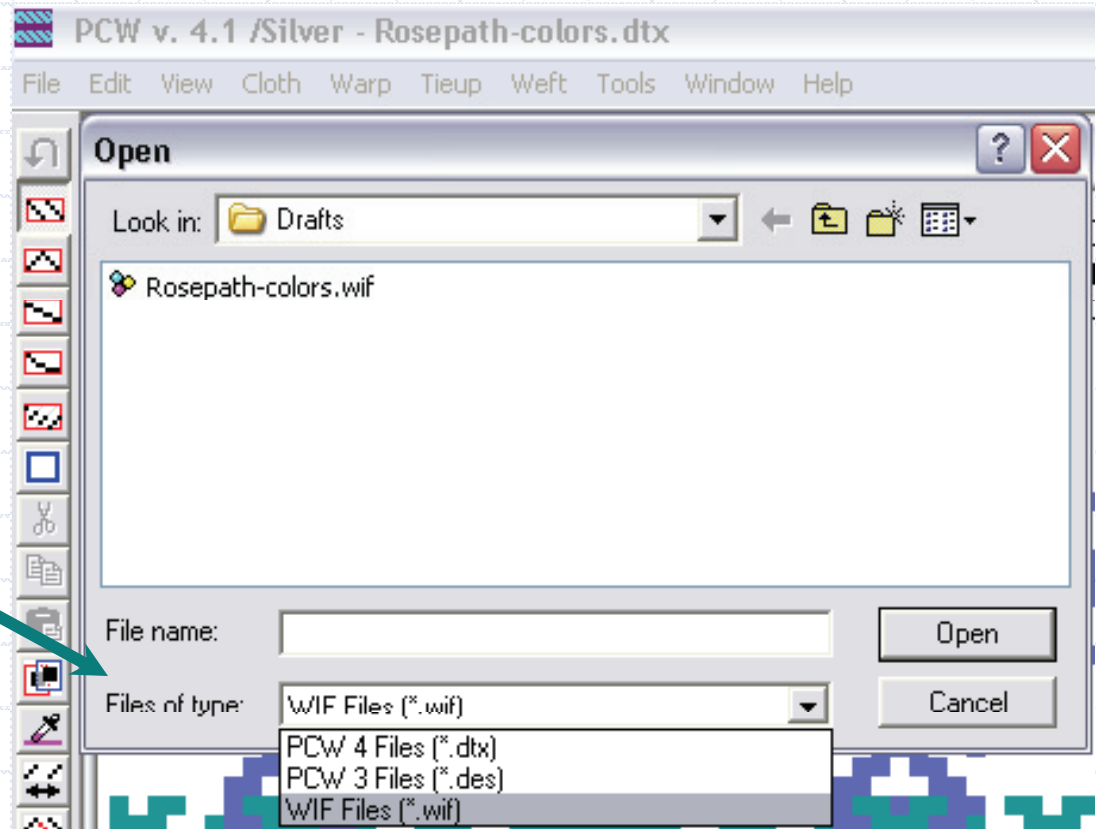 PCW v. 4.1 /Silver - Rosepath-colors.dtx
File Edit View Cloth Warp Tieup Weft Tools Window Help
Open
Look in: Drafts
Rosepath-colors.wif
File name:
Open
Files of type: WIF Files (*.wif)
Cancel
PCW 4 Files (*.dtx)
PCW 3 Files (*.des)
WIF Files (*.wif)